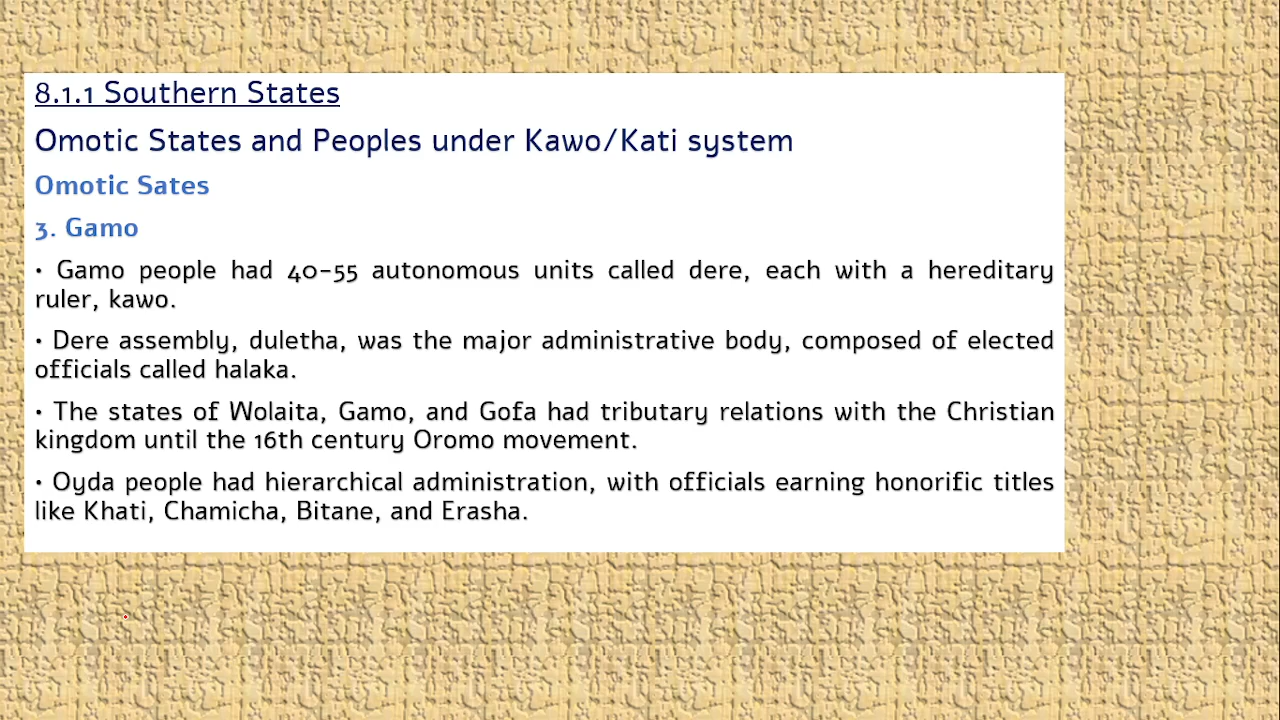 8.1.1 Southern States
Omotic States and Peoples under Kawo/Kati system
Omotic Sates
3. Gamo
• Gamo people had 40-55 autonomous units called dere, each with a hereditary
ruler, kawo.
• Dere assembly, duletha, was the major administrative body, composed of elected
officials called halaka.
• The states of Wolaita, Gamo, and Gofa had tributary relations with the Christian
kingdom until the 16th century Oromo movement.
• Oyda people had hierarchical administration, with officials earning honorific titles
like Khati, Chamicha, Bitane, and Erasha.